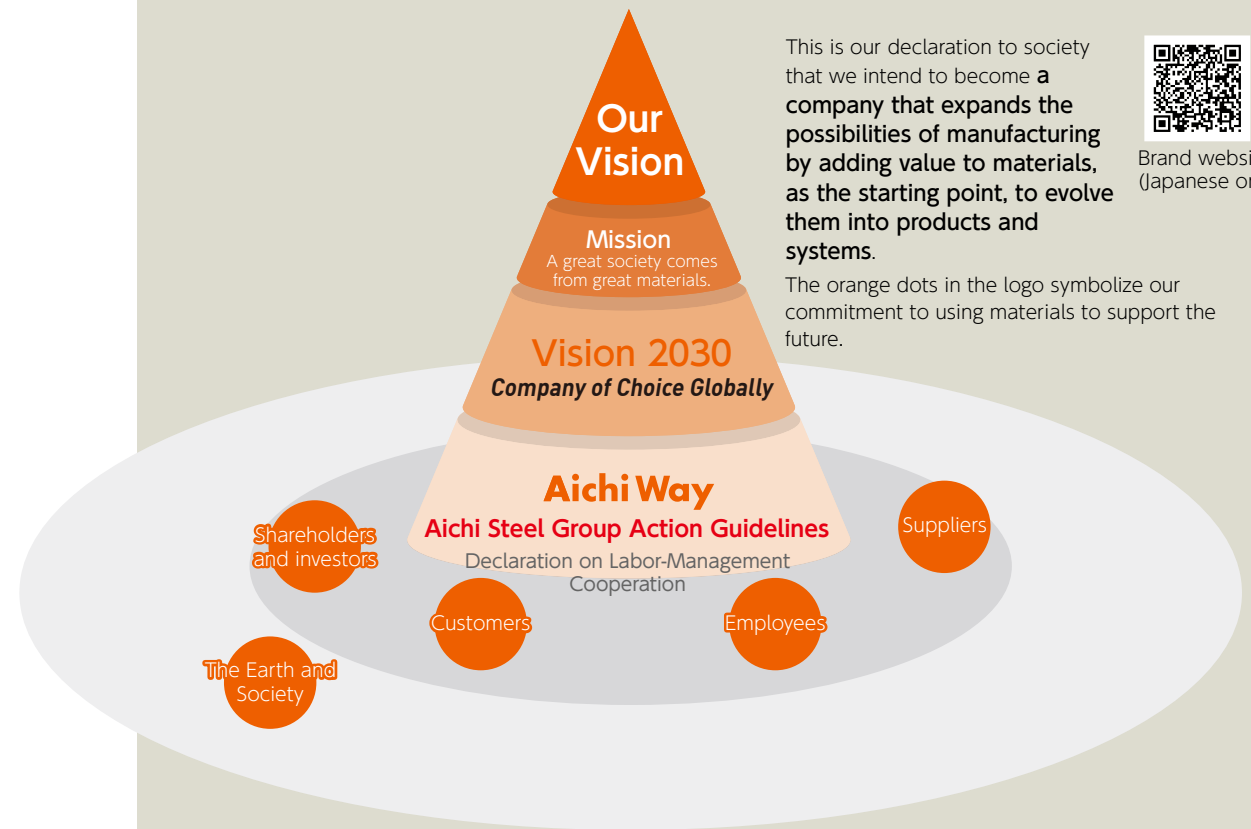 Our
Vision
Mission
A great society comes
from great materials.
Vision 2030
Company of Choice Globally
Aichi Way
Aichi Steel Group Action Guidelines
Declaration on Labor-Management
Cooperation
This is our declaration to society
that we intend to become a
company that expands the
possibilities of manufacturing
by adding value to materials,
as the starting point, to evolve
them into products and
systems.
The orange dots in the logo symbolize our
commitment to using materials to support the
future.
Brand websi
(Japanese or
Shareholders
and investors
Suppliers
Customers
Employees
The Earth and
Society